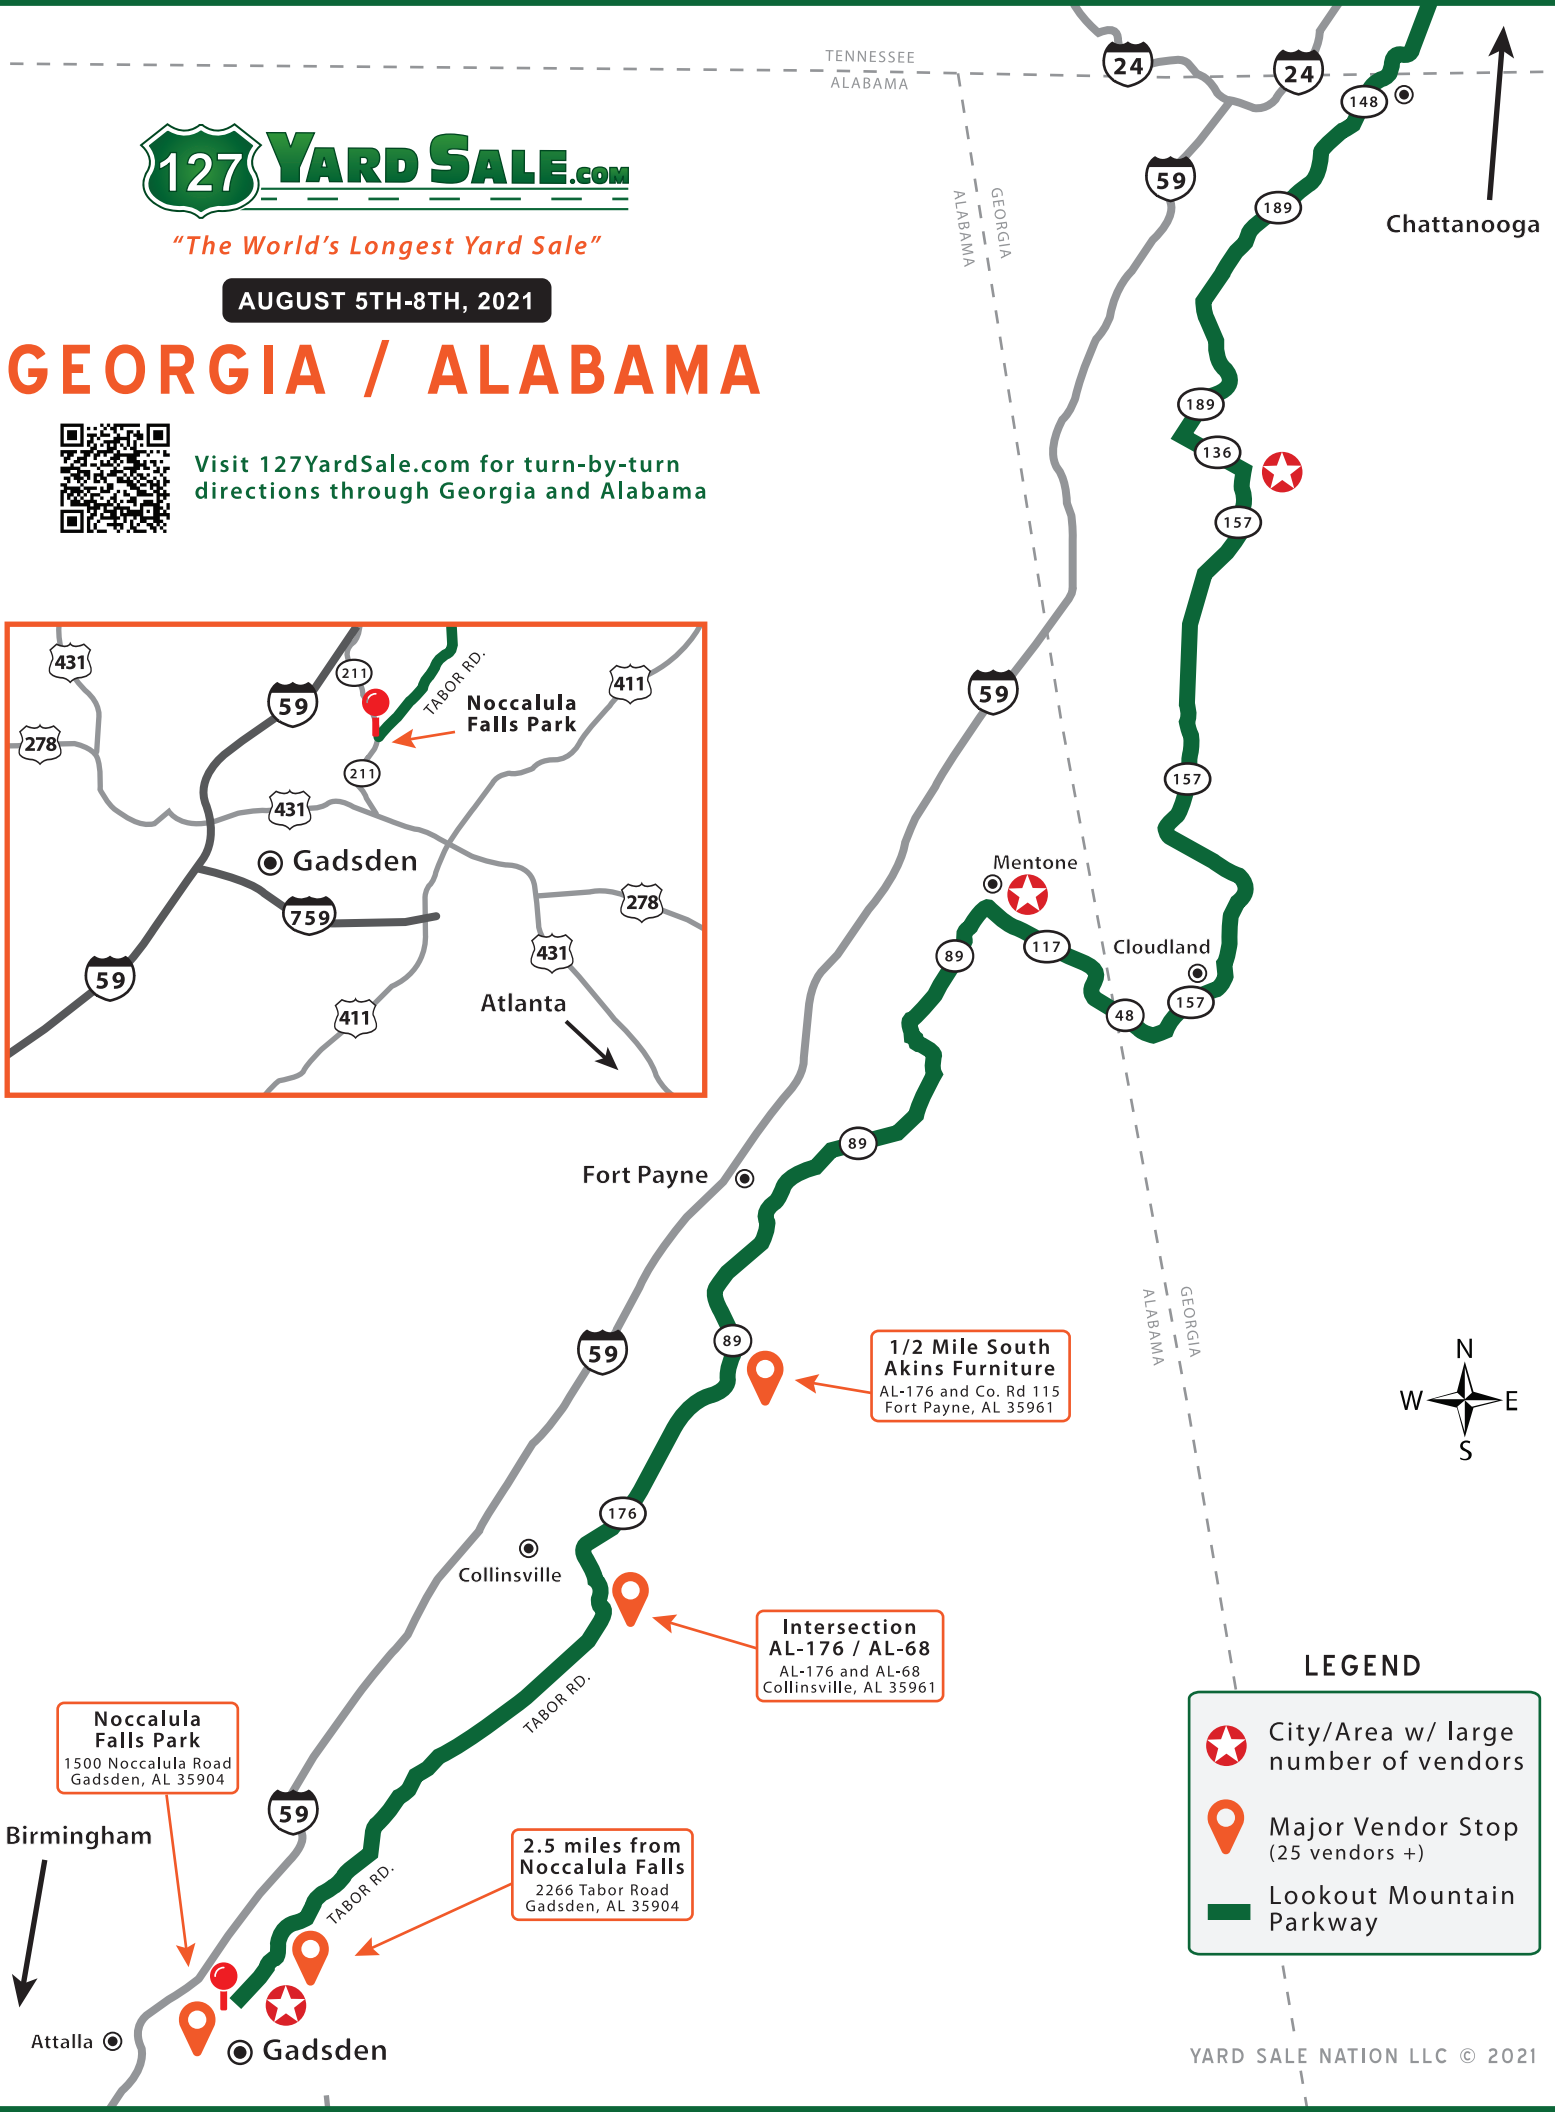 TENNESSEE
ALABAMA
24
24
148
59
127 YARD SALE.COM
"The World's Longest Yard Sale"
AUGUST 5TH-8TH, 2021
GEORGIA / ALABAMA
Visit 127YardSale.com for turn-by-turn
directions through Georgia and Alabama
GEORGIA
ALABAMA
189
Chattanooga
189
136
157
431
211
59
411
TABOR RD.
Noccalula
Falls Park
278
211
431
Gadsden
759
278
431
59
Atlanta
411
59
157
Mentone
117
89
Cloudland
157
48
89
Fort Payne
GEORGIA
ALABAMA
89
59
1/2 Mile South
Akins Furniture
AL-176 and Co. Rd 115
Fort Payne, AL 35961
N
W
E
S
176
Collinsville
Intersection
AL-176 / AL-68
AL-176 and AL-68
Collinsville, AL 35961
TABOR RD.
LEGEND
City/Area w/ large
number of vendors
Major Vendor Stop
(25 vendors +)
Lookout Mountain
Parkway
Noccalula
Falls Park
1500 Noccalula Road
Gadsden, AL 35904
59
Birmingham
2.5 miles from
Noccalula Falls
2266 Tabor Road
Gadsden, AL 35904
TABOR RD.
Attalla
Gadsden
YARD SALE NATION LLC © 2021